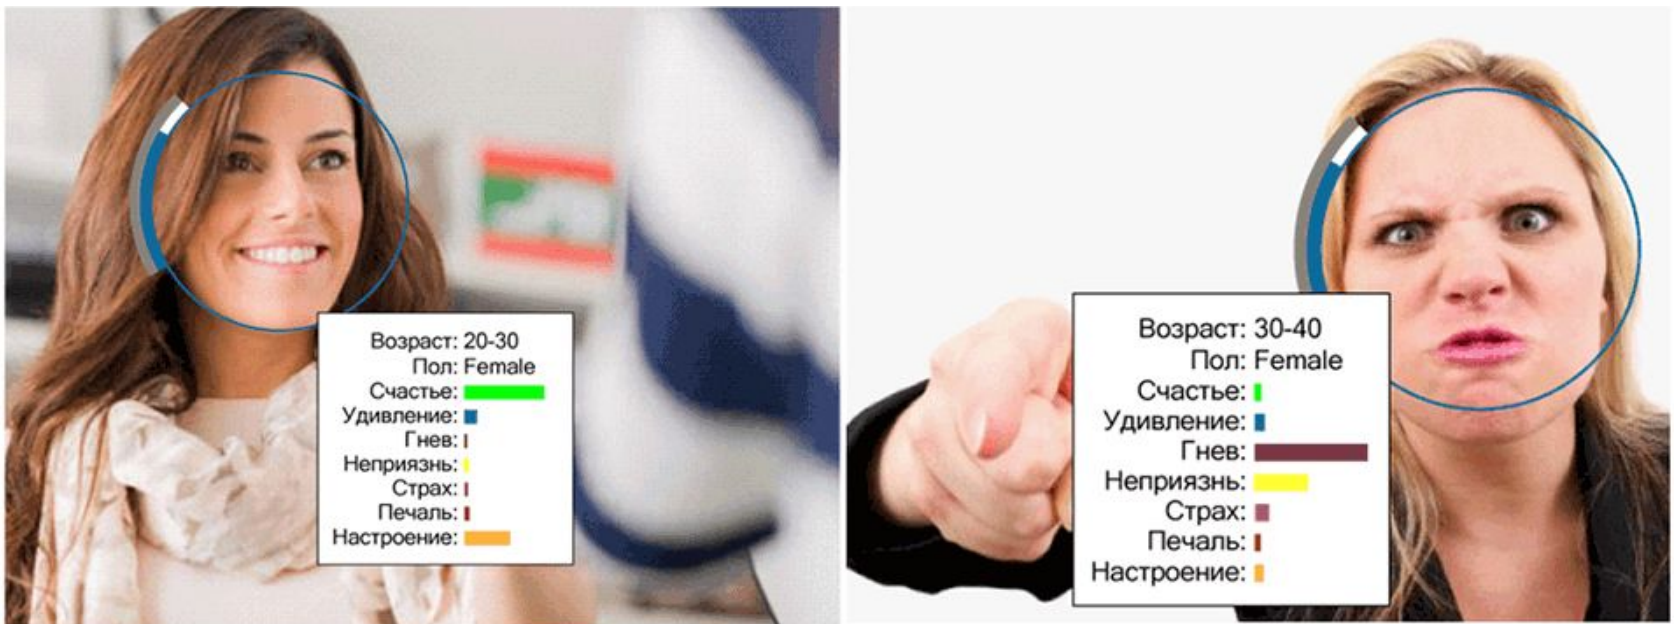 Возраст: 20-30
Пол: Female
Счастье:
Удивление:
Гнев:
Неприязнь:
Страх:
Печаль:
Настроение:
Возраст: 30-40
Пол: Female
Счастье:
Удивление:
Гнев:
Неприязнь:
Страх:
Печаль:
Настроение: